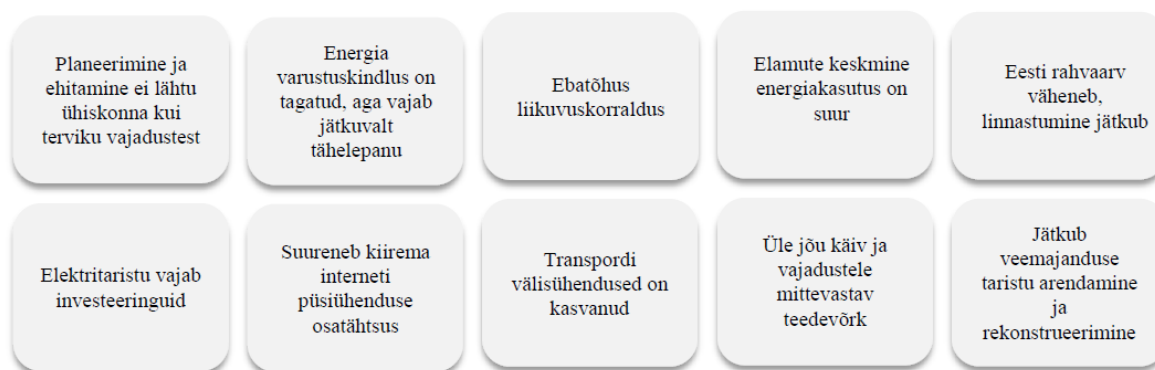 Planeerimine ja
ehitamine ei lähtu
ühiskonna kui
terviku vajadustest
Energia
varustuskindlus on
tagatud, aga vajab
jätkuvalt
tähelepanu
Ebatõhus
liikuvuskorraldus
Elamute keskmine
energiakasutus on
suur
Eesti rahvaarv
väheneb,
linnastumine jätkub
Elektritaristu vajab
investeeringuid
Suureneb kiirema
interneti
püsiühenduse
osatähtsus
Transpordi
välisühendused on
kasvanud
Üle jõu käiv ja
vajadustele
mittevastav
teedevõrk
Jätkub
veemajanduse
taristu arendamine
ja
rekonstrueerimine